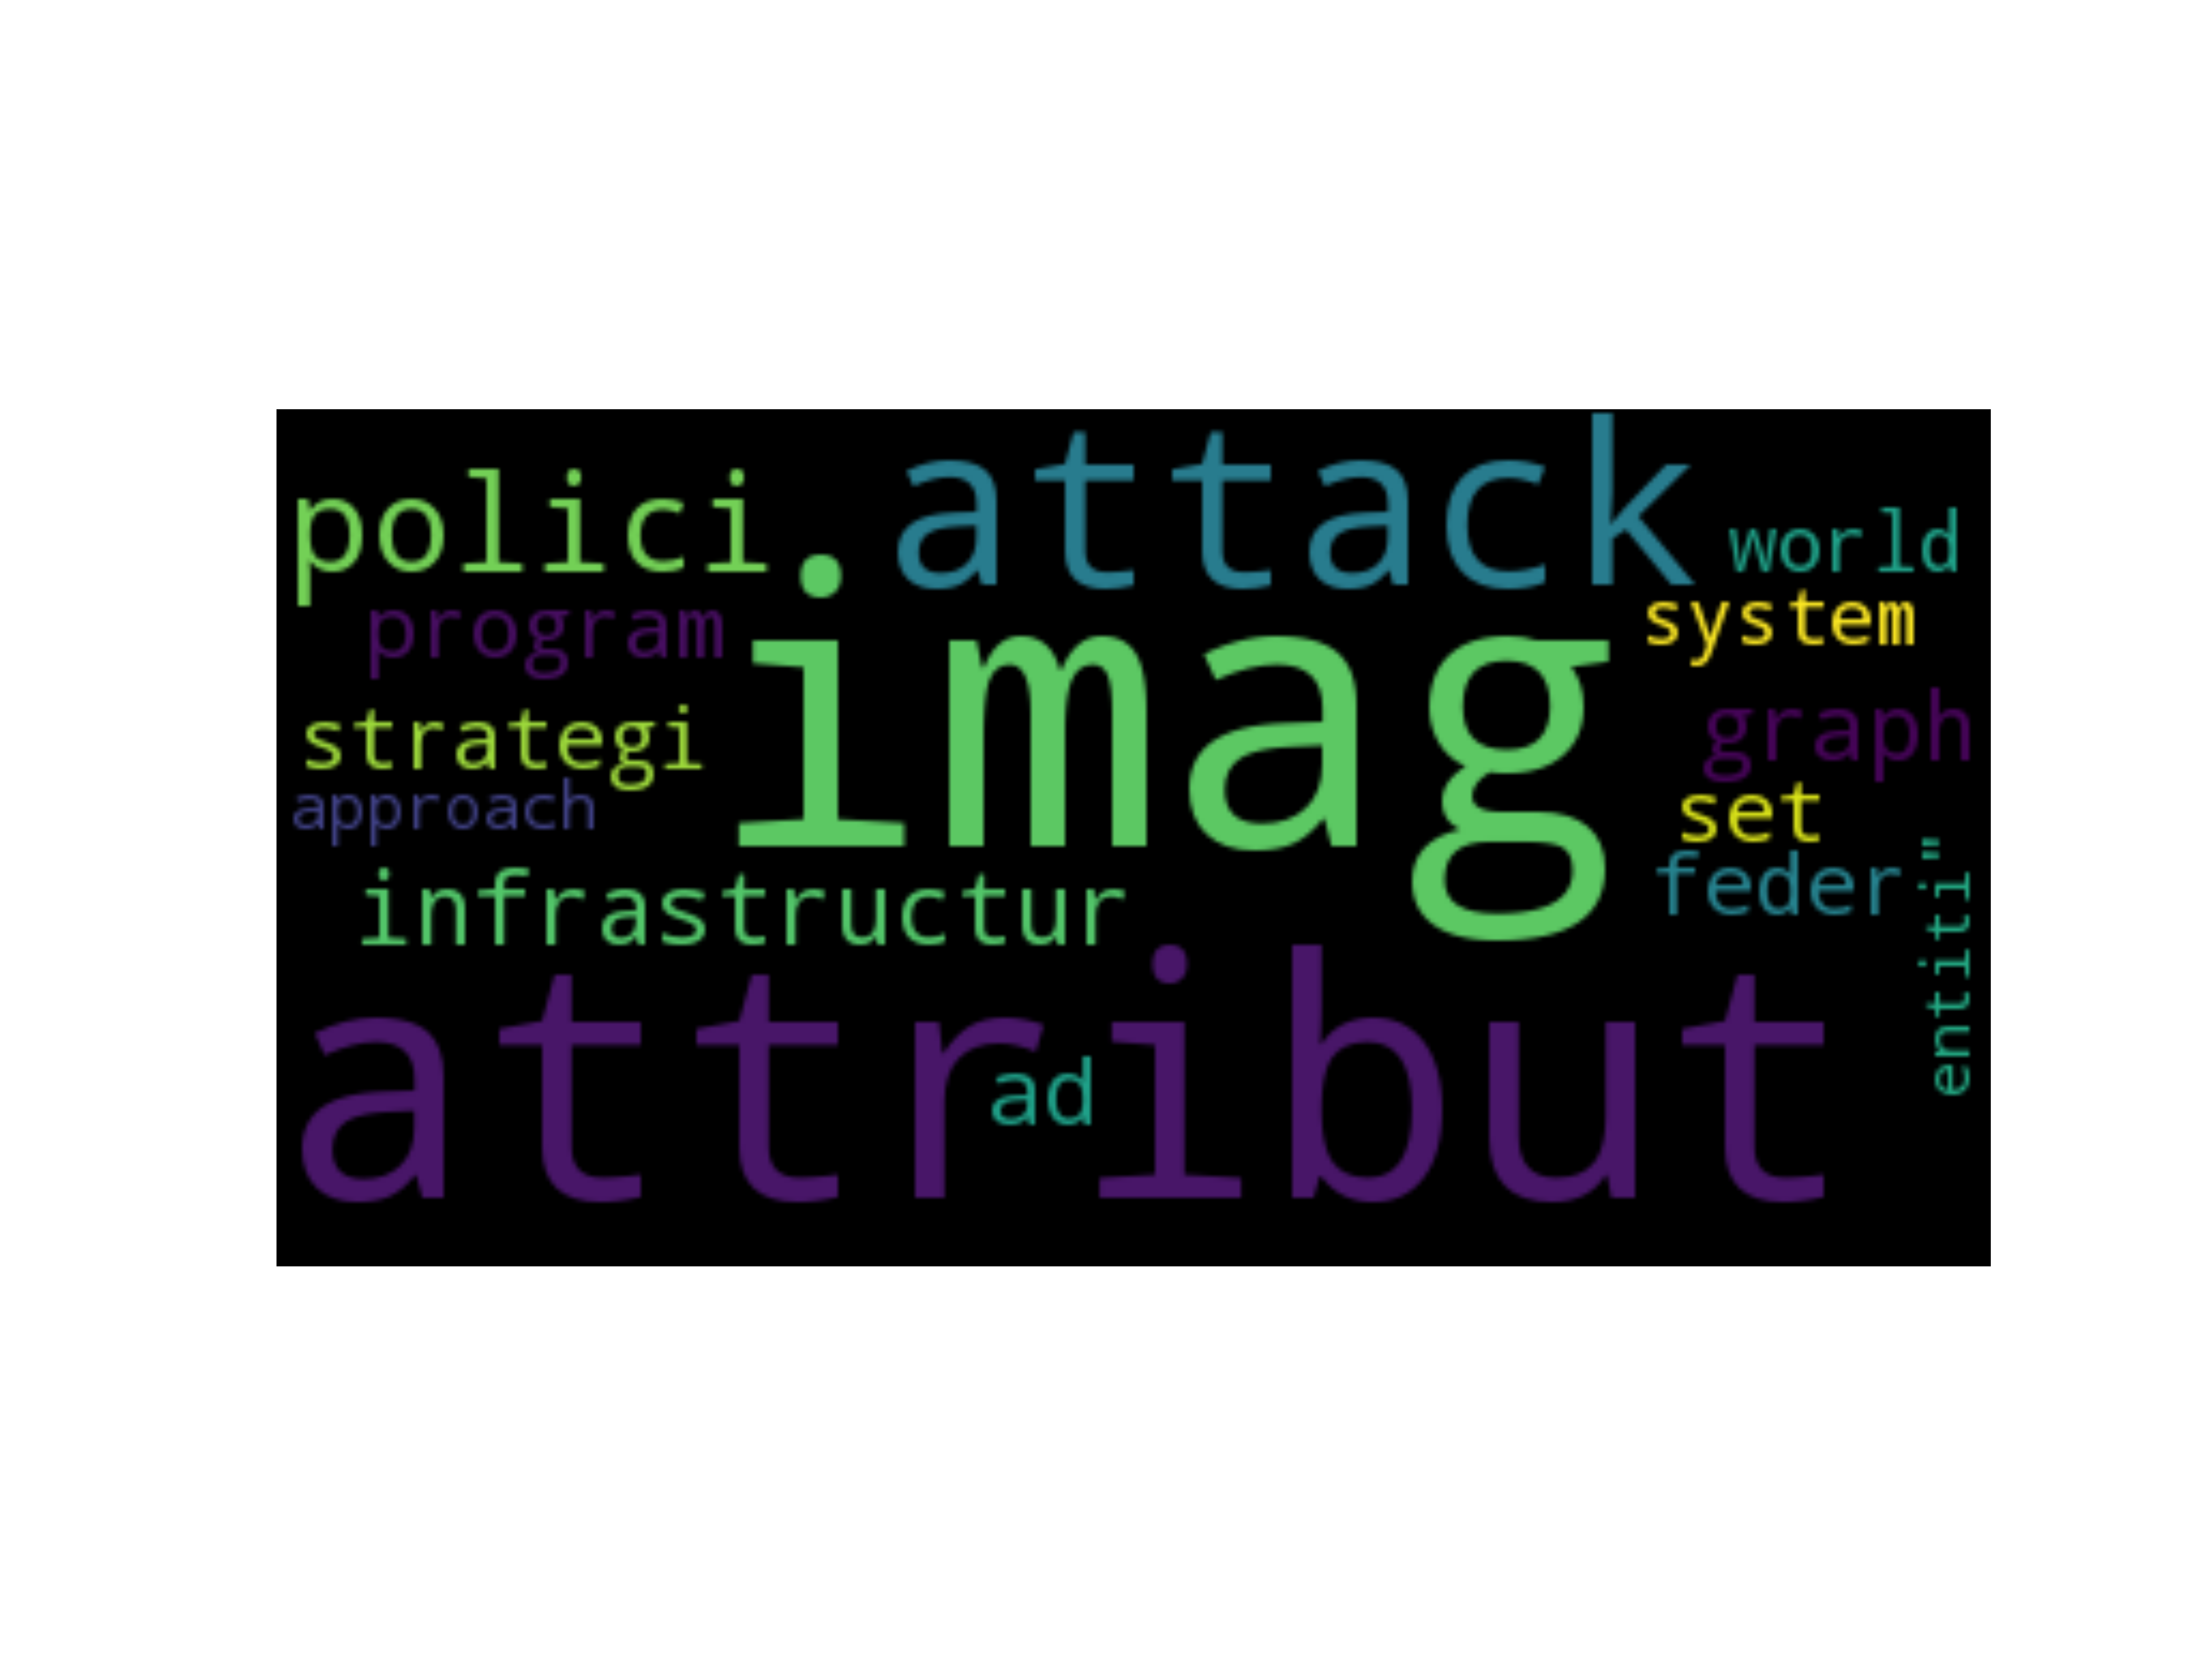 polici
attack
world
program
imag
system
strategi
graph
approach
set
infrastructur
feder
entiti"
attribut
ad